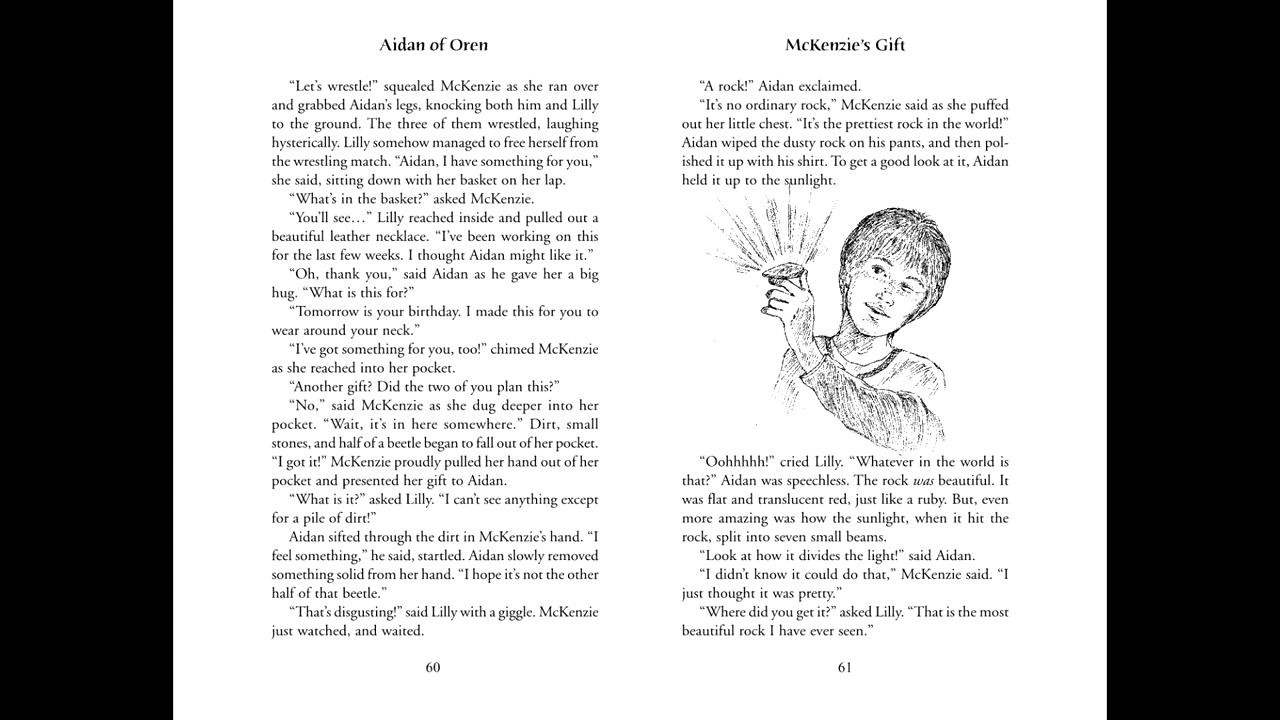 Aidan of Oren
“Let’s wrestle!” squealed McKenzie as she ran over
and grabbed Aidan’s legs, knocking both him and Lilly
to the ground. The three of them wrestled, laughing
hysterically. Lilly somehow managed to free herself from
the wrestling match. “Aidan, I have something for you,”
she said, sitting down with her basket on her lap.
“What’s in the basket?” asked McKenzie.
“You’ll see…” Lilly reached inside and pulled out a
beautiful leather necklace. “I’ve been working on this
for the last few weeks. I thought Aidan might like it.”
“Oh, thank you,” said Aidan as he gave her a big
hug. “What is this for?”
“Tomorrow is your birthday. I made this for you to
wear around your neck.”
“I’ve got something for you, too!” chimed McKenzie
as she reached into her pocket.
“Another gift? Did the two of you plan this?”
“No,” said McKenzie as she dug deeper into her
pocket. “Wait, it’s in here somewhere.” Dirt, small
stones, and half of a beetle began to fall out of her pocket.
“I got it!” McKenzie proudly pulled her hand out of her
pocket and presented her gift to Aidan.
“What is it?” asked Lilly. “I can’t see anything except
for a pile of dirt!”
Aidan sifted through the dirt in McKenzie’s hand. “I
feel something,” he said, startled. Aidan slowly removed
something solid from her hand. “I hope it’s not the other
half of that beetle.”
“That’s disgusting!” said Lilly with a giggle. McKenzie
just watched, and waited.
60
McKenzie’s Gift
“A rock!” Aidan exclaimed.
“It’s no ordinary rock,” McKenzie said as she puffed
out her little chest. “It’s the prettiest rock in the world!”
Aidan wiped the dusty rock on his pants, and then pol-
ished it up with his shirt. To get a good look at it, Aidan
held it up to the sunlight.
“Oohhhhh!” cried Lilly. “Whatever in the world is
that?” Aidan was speechless. The rock was beautiful. It
was flat and translucent red, just like a ruby. But, even
more amazing was how the sunlight, when it hit the
rock, split into seven small beams.
“Look at how it divides the light!” said Aidan.
“I didn’t know it could do that,” McKenzie said. “I
just thought it was pretty.”
“Where did you get it?” asked Lilly. “That is the most
beautiful rock I have ever seen.”
61